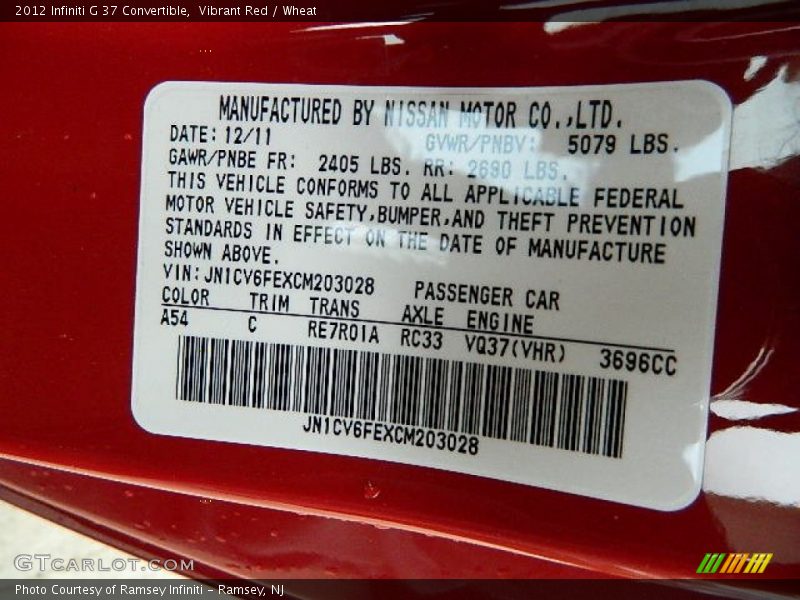 2012 Infiniti G 37 Convertible, Vibrant Red / Wheat
MANUFACTURED BY NISSAN MOTOR CO.,LTD.
DATE: 12/11 GVWR/PNBV: 5079 LBS.
GAWR/PNBE FR: 2405 LBS. RR: 2690 LBS.
THIS VEHICLE CONFORMS TO ALL APPLICABLE FEDERAL
MOTOR VEHICLE SAFETY,BUMPER,AND THEFT PREVENTION
STANDARDS IN EFFECT ON THE DATE OF MANUFACTURE
SHOWN ABOVE.
VIN: JN1CV6FEXCM203028 PASSENGER CAR
COLOR TRIM TRANS AXLE ENGINE
A54 C RE7R01A RC33 VQ37(VHR) 3696CC
JN1CV6FEXCM203028
GTCARLOT.COM
Photo Courtesy of Ramsey Infiniti - Ramsey, NJ